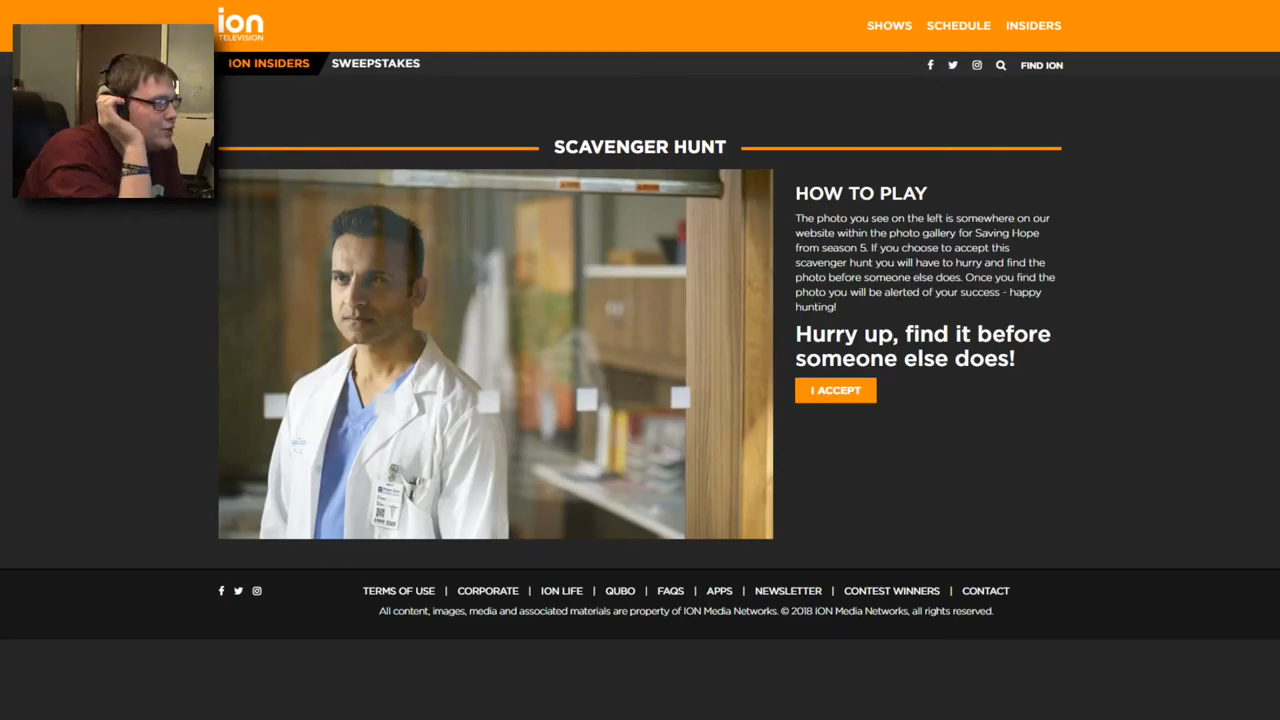 ion
TELEVISION
SHOWS SCHEDULE INSIDERS
ION INSIDERS SWEEPSTAKES
FIND ION
SCAVENGER HUNT
HOW TO PLAY
The photo you see on the left is somewhere on our
website within the photo gallery for Saving Hope
from season 5. If you choose to accept this
scavenger hunt you will have to hurry and find the
photo before someone else does. Once you find the
photo you will be alerted of your success - happy
hunting!
Hurry up, find it before
someone else does!
I ACCEPT
TERMS OF USE | CORPORATE | ION LIFE | QUBO | FAQS | APPS | NEWSLETTER | CONTEST WINNERS | CONTACT
All content, images, media and associated materials are property of ION Media Networks. © 2018 ION Media Networks, all rights reserved.